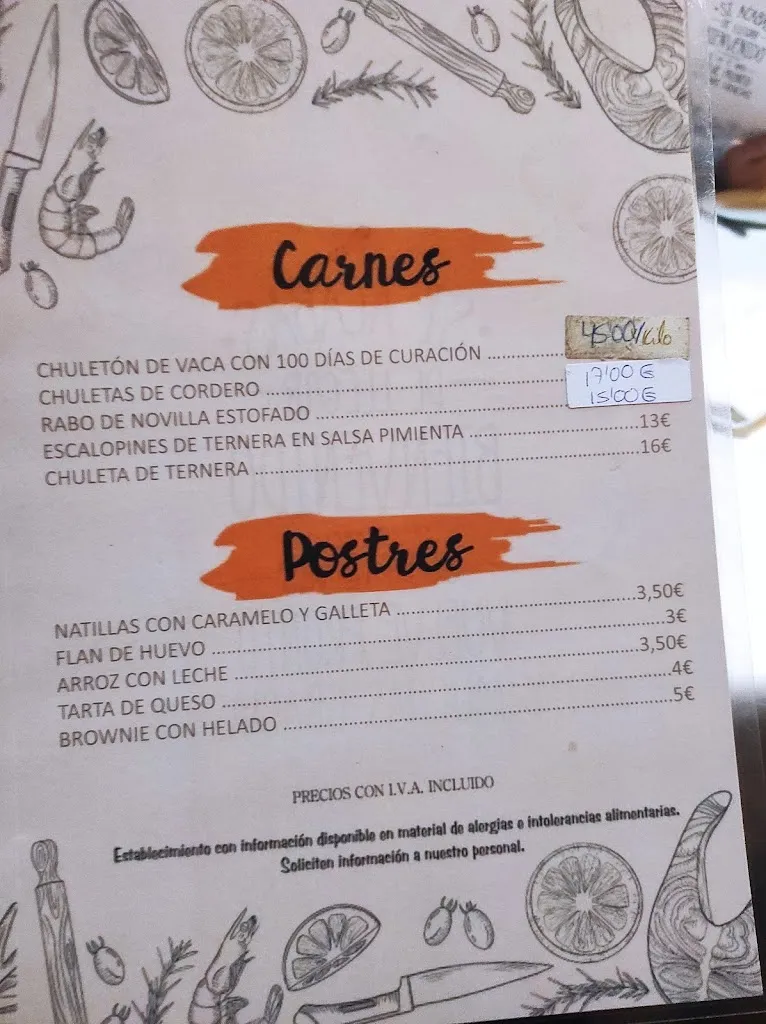 Carnes
CHULETÓN DE VACA CON 100 DÍAS DE CURACIÓN ............... 45'00/kilo
CHULETAS DE CORDERO ............... 17'00 €
RABO DE NOVILLA ESTOFADO ............... 15'00 €
ESCALOPINES DE TERNERA EN SALSA PIMIENTA ............... 13€
CHULETA DE TERNERA ............... 16€
Postres
NATILLAS CON CARAMELO Y GALLETA ............... 3,50€
FLAN DE HUEVO ............... 3€
ARROZ CON LECHE ............... 3,50€
TARTA DE QUESO ............... 4€
BROWNIE CON HELADO ............... 5€
PRECIOS CON I.V.A. INCLUIDO
Establecimiento con información disponible en material de alergias e intolerancias alimentarias.
Soliciten información a nuestro personal.